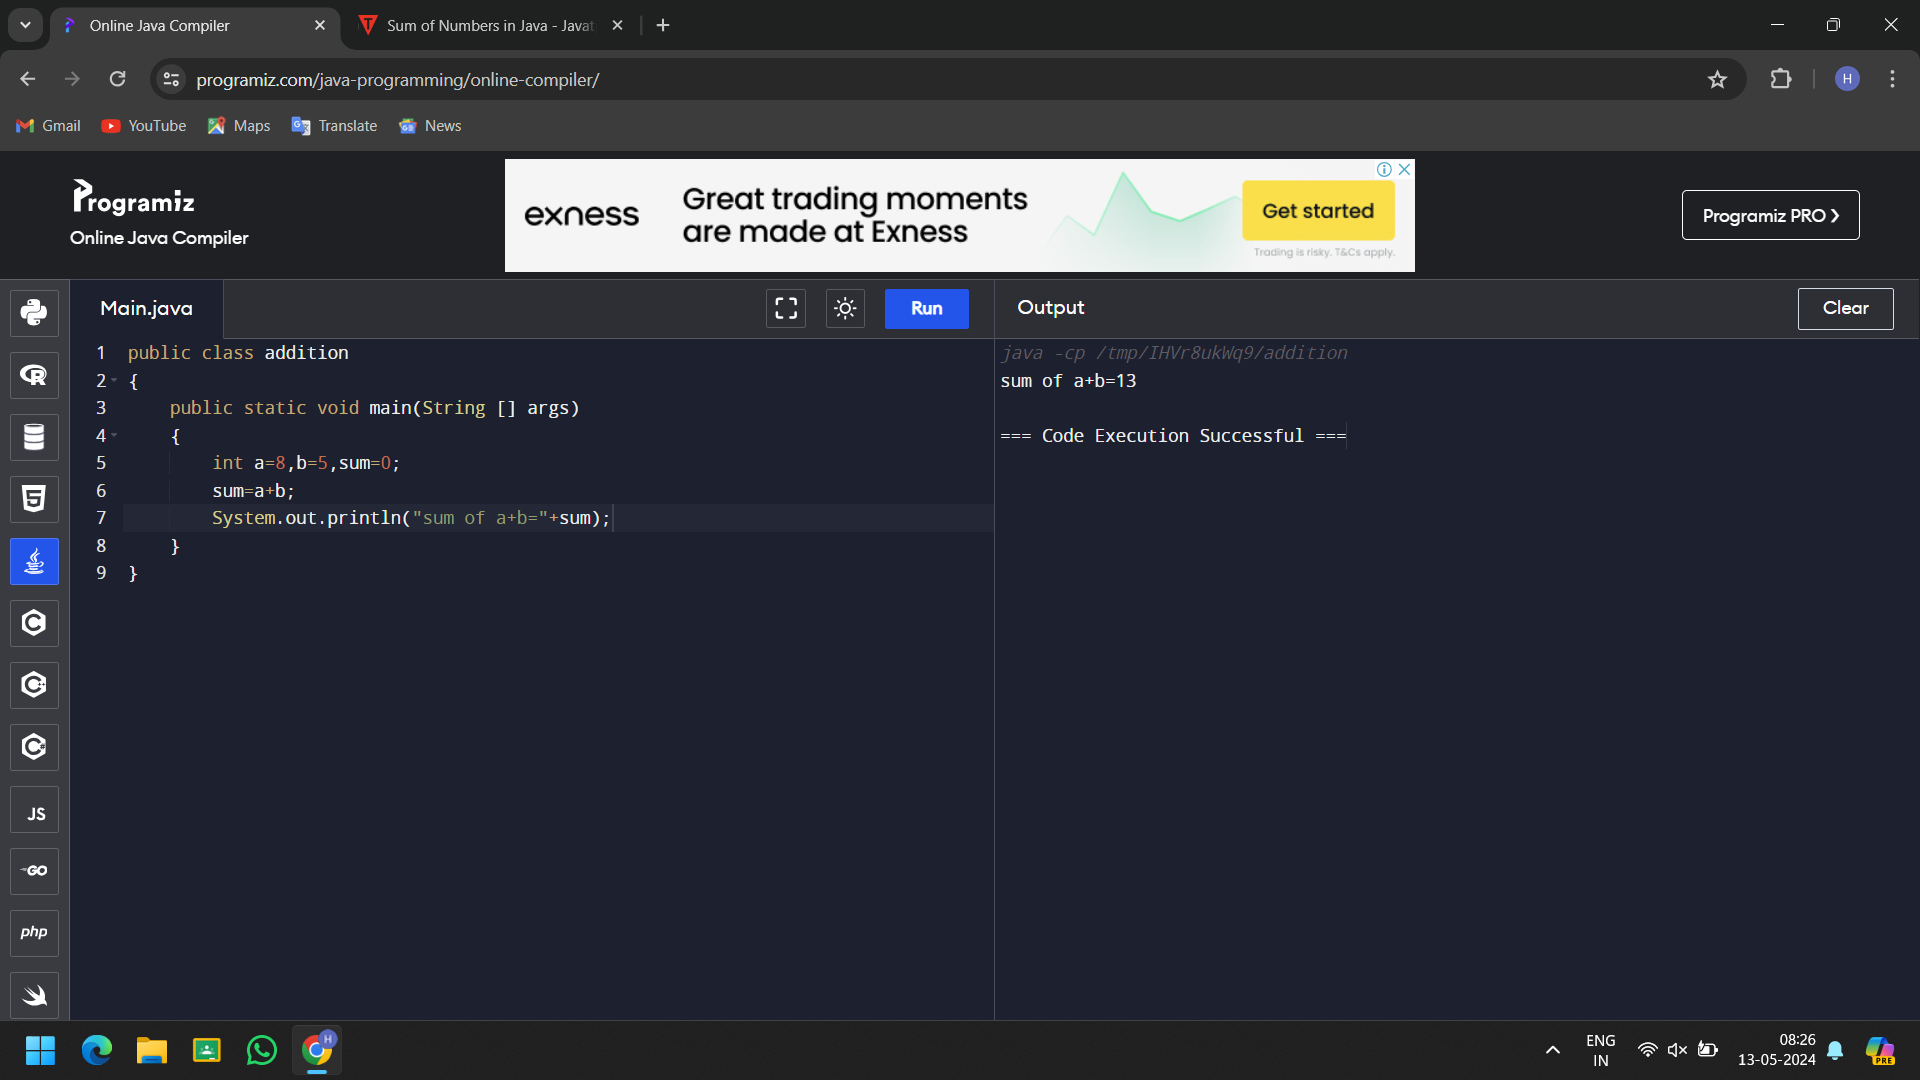 Online Java Compiler
Sum of Numbers in Java - Javat
programiz.com/java-programming/online-compiler/
H
Gmail
YouTube
Maps
Translate
News
Programiz
Online Java Compiler
exness
Great trading moments
are made at Exness
Get started
Trading is risky. T&Cs apply.
Programiz PRO ❯
Main.java
Run
Output
Clear
1 public class addition
2 {
3 public static void main(String [] args)
4 {
5 int a=8,b=5,sum=0;
6 sum=a+b;
7 System.out.println("sum of a+b="+sum);
8 }
9 }
java -cp /tmp/IHVr8ukWq9/addition
sum of a+b=13
=== Code Execution Successful ===
R
5
C
C++
C#
JS
GO
php
H
ENG
IN
08:26
13-05-2024
PRE